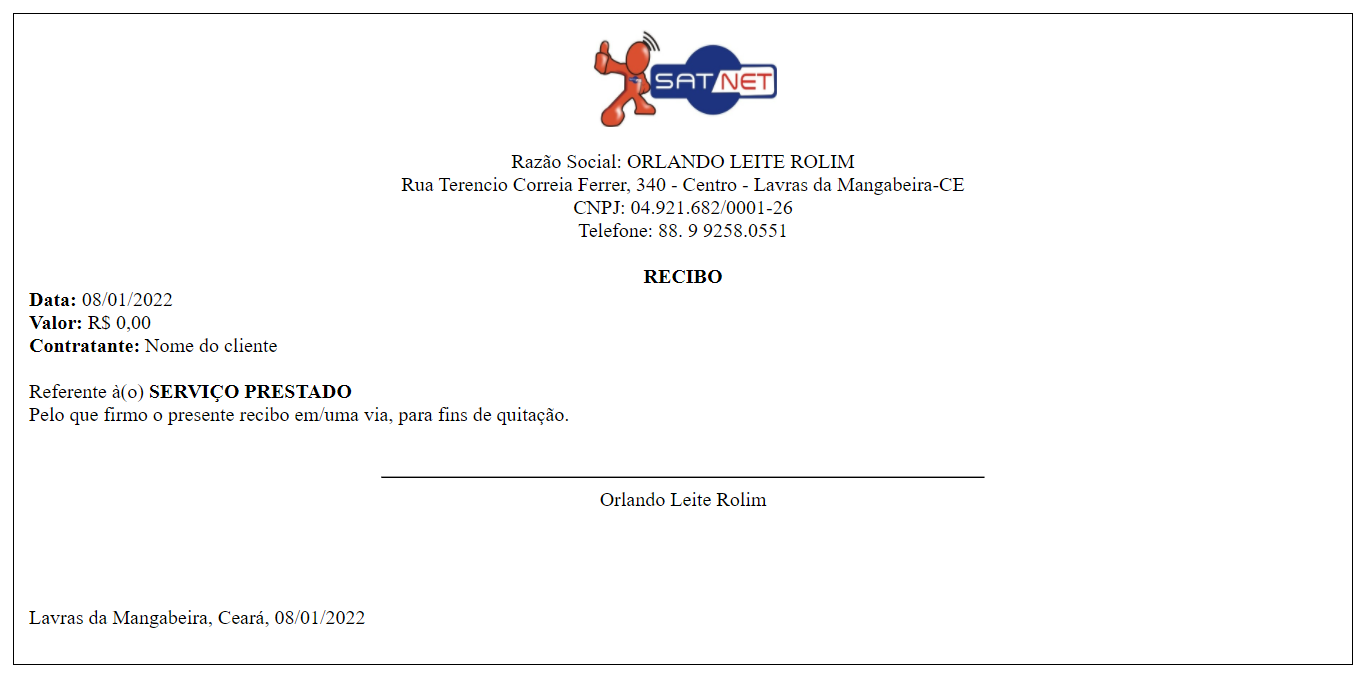 SAT NET
Razão Social: ORLANDO LEITE ROLIM
Rua Terencio Correia Ferrer, 340 - Centro - Lavras da Mangabeira-CE
CNPJ: 04.921.682/0001-26
Telefone: 88. 9 9258.0551
RECIBO
Data: 08/01/2022
Valor: R$ 0,00
Contratante: Nome do cliente
Referente à(o) SERVIÇO PRESTADO
Pelo que firmo o presente recibo em/uma via, para fins de quitação.
Orlando Leite Rolim
Lavras da Mangabeira, Ceará, 08/01/2022